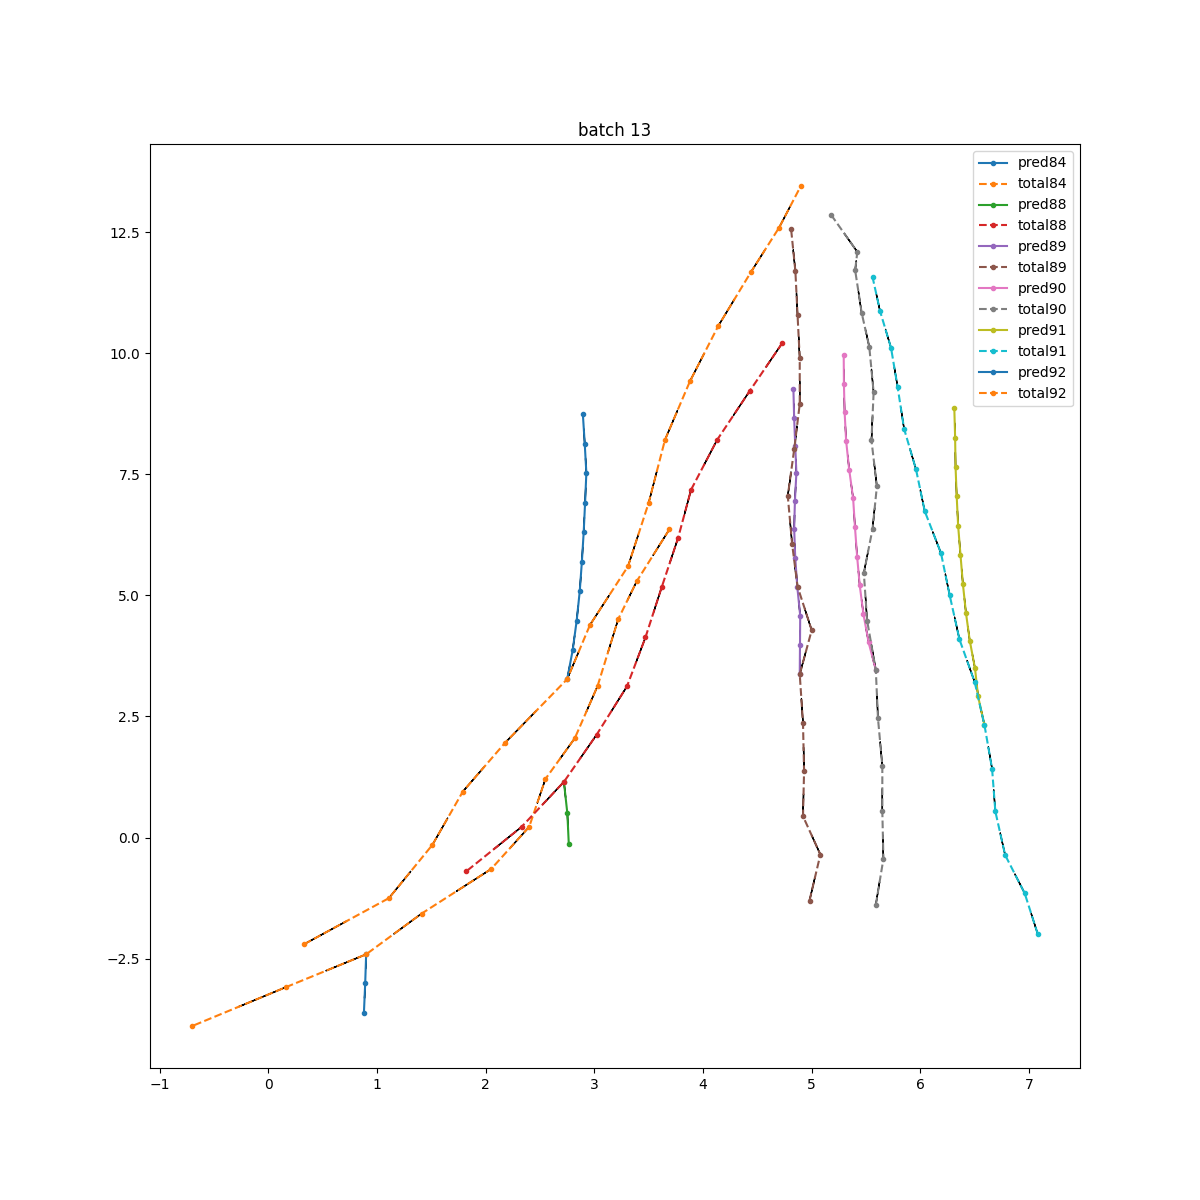 batch 13
pred84
total84
pred88
total88
pred89
total89
pred90
total90
pred91
total91
pred92
total92
12.5
10.0
7.5
5.0
2.5
0.0
−2.5
−1 0 1 2 3 4 5 6 7